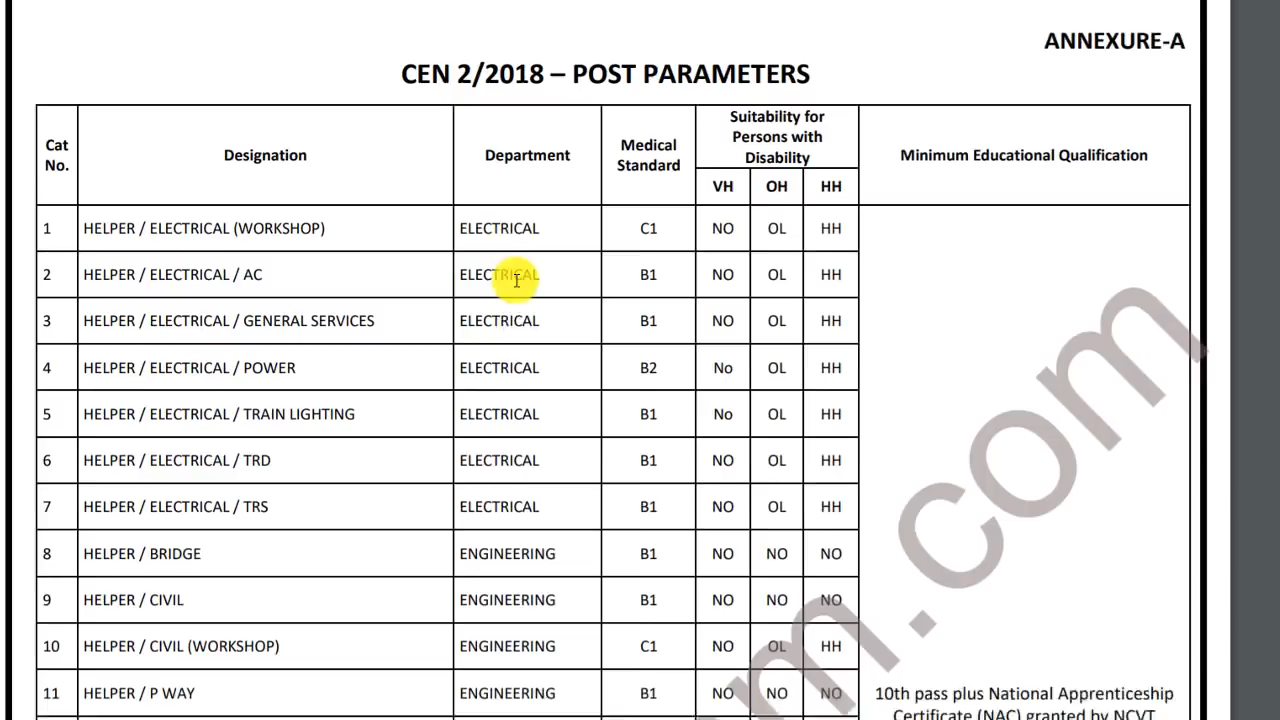 ANNEXURE-A
CEN 2/2018 – POST PARAMETERS
Cat No. Designation Department Medical Standard Suitability for Persons with Disability Minimum Educational Qualification
VH OH HH
1 HELPER / ELECTRICAL (WORKSHOP) ELECTRICAL C1 NO OL HH
2 HELPER / ELECTRICAL / AC ELECTRICAL B1 NO OL HH
3 HELPER / ELECTRICAL / GENERAL SERVICES ELECTRICAL B1 NO OL HH
4 HELPER / ELECTRICAL / POWER ELECTRICAL B2 No OL HH
5 HELPER / ELECTRICAL / TRAIN LIGHTING ELECTRICAL B1 No OL HH
6 HELPER / ELECTRICAL / TRD ELECTRICAL B1 NO OL HH
7 HELPER / ELECTRICAL / TRS ELECTRICAL B1 NO OL HH
8 HELPER / BRIDGE ENGINEERING B1 NO NO NO
9 HELPER / CIVIL ENGINEERING B1 NO NO NO
10 HELPER / CIVIL (WORKSHOP) ENGINEERING C1 NO OL HH
11 HELPER / P WAY ENGINEERING B1 NO NO NO
10th pass plus National Apprenticeship
Certificate (NAC) granted by NCVT
m.com